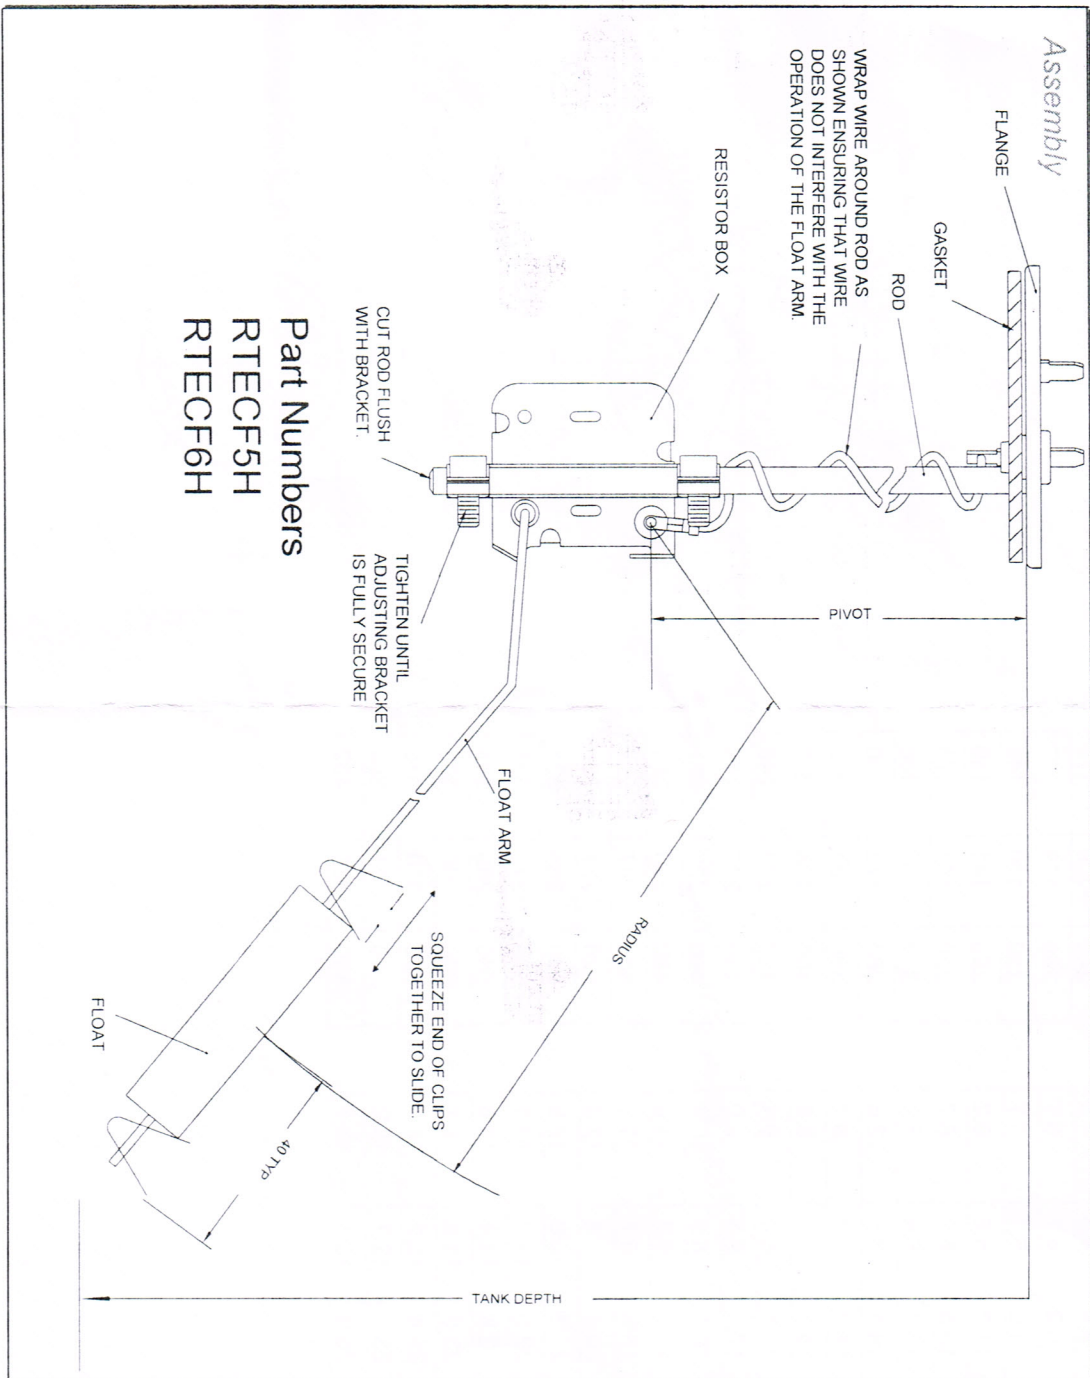 Assembly
FLANGE
GASKET
ROD
WRAP WIRE AROUND ROD AS
SHOWN ENSURING THAT WIRE
DOES NOT INTERFERE WITH THE
OPERATION OF THE FLOAT ARM.
RESISTOR BOX
CUT ROD FLUSH
WITH BRACKET.
TIGHTEN UNTIL
ADJUSTING BRACKET
IS FULLY SECURE
Part Numbers
RTECF5H
RTECF6H
PIVOT
RADIUS
FLOAT ARM
SQUEEZE END OF CLIPS
TOGETHER TO SLIDE.
FLOAT
40 TYP
TANK DEPTH